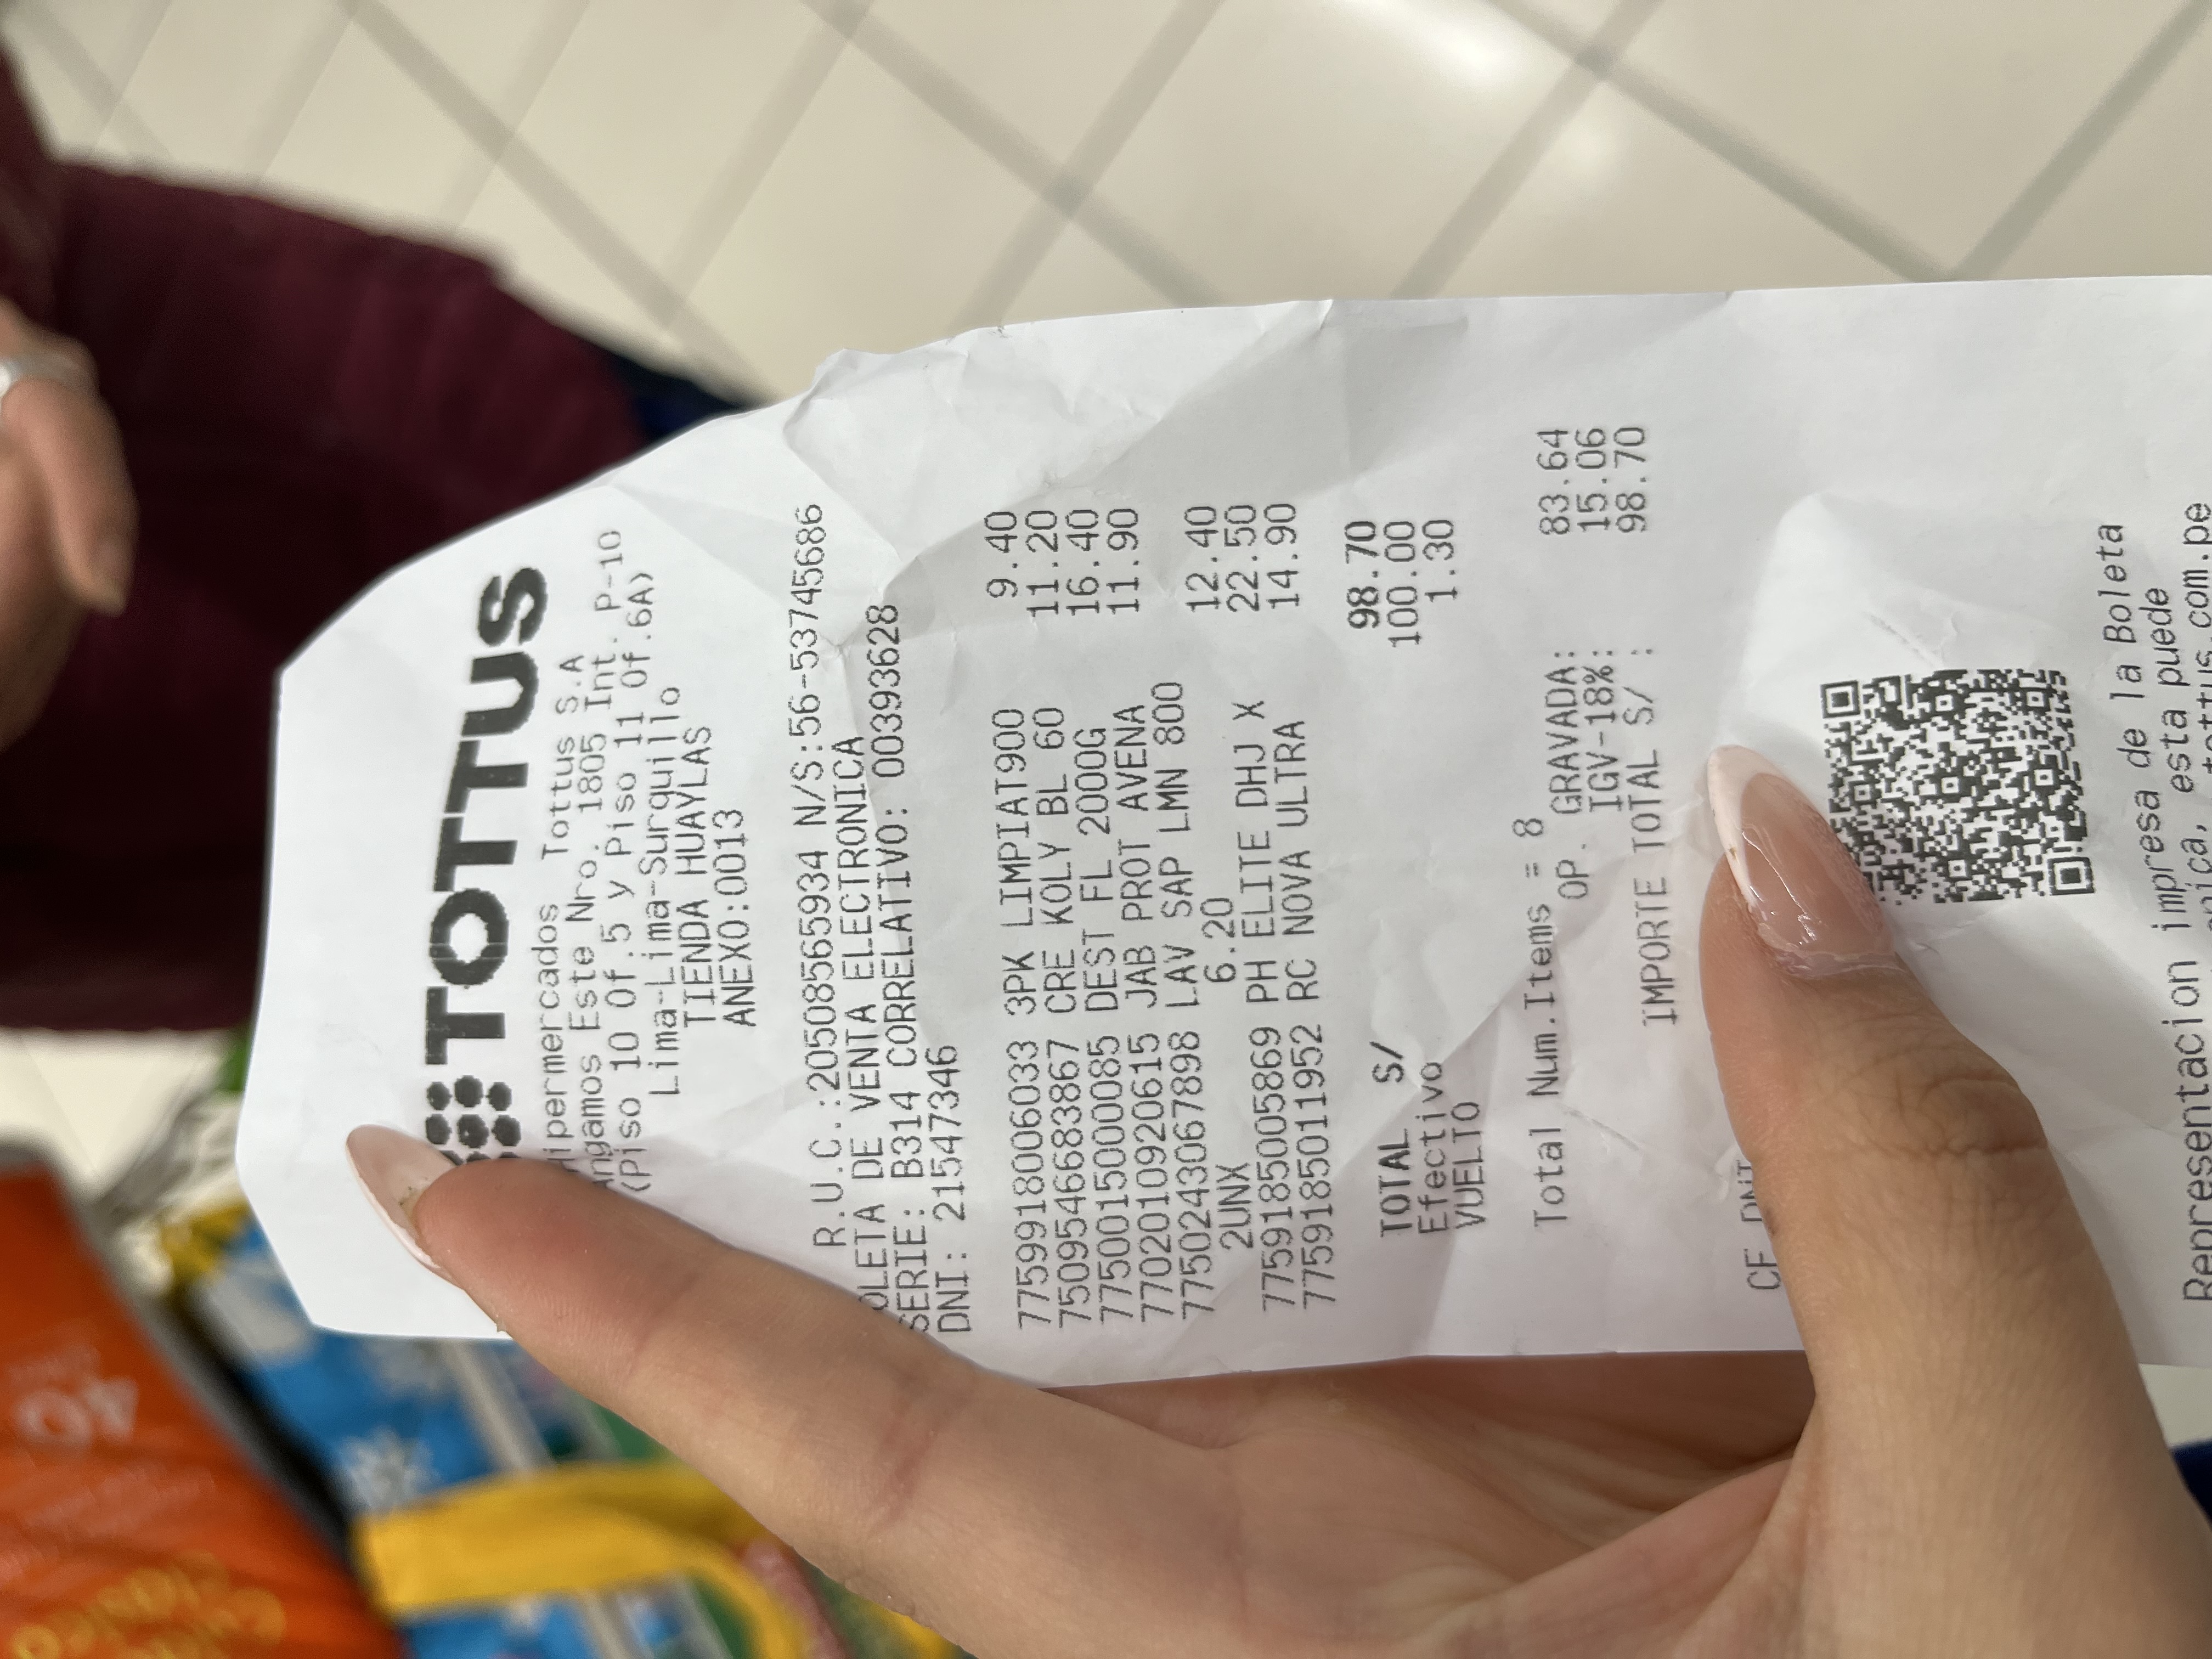 TOTTUS
Hipermercados Tottus S.A
Angamos Este Nro. 1805 Int. P-10
(Piso 10 Of.5 y Piso 11 Of.6A)
Lima-Lima-Surquillo
TIENDA HUAYLAS
ANEXO:0013
R.U.C.:20508565934 N/S:56-53745686
OLETA DE VENTA ELECTRONICA
SERIE: B314 CORRELATIVO: 00393628
DNI: 21547346
7759918006033 3PK LIMPIAT900 9.40
7509546683867 CRE KOLY BL 60 11.20
7750015000085 DEST FL 2000G 16.40
7702010920615 JAB PROT AVENA 11.90
7750243067898 LAV SAP LMN 800
2UNX 6.20 12.40
7759185005869 PH ELITE DHJ X 22.50
7759185011952 RC NOVA ULTRA 14.90
TOTAL S/ 98.70
Efectivo 100.00
VUELTO 1.30
Total Num.Items = 8
OP. GRAVADA: 83.64
IGV-18%: 15.06
IMPORTE TOTAL S/ : 98.70
CF DNI
Representacion impresa de la Boleta
esta puede
tottus.com.pe